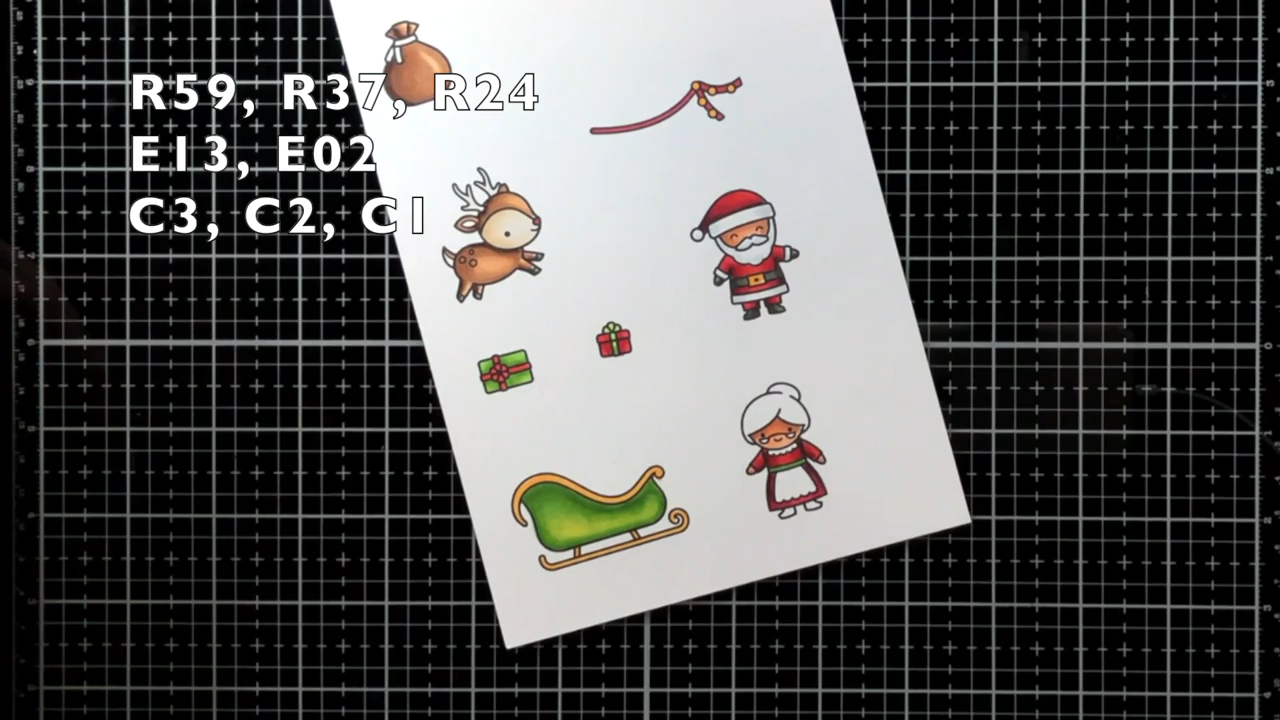 R59, R37, R24
E13, E02
C3, C2, C1